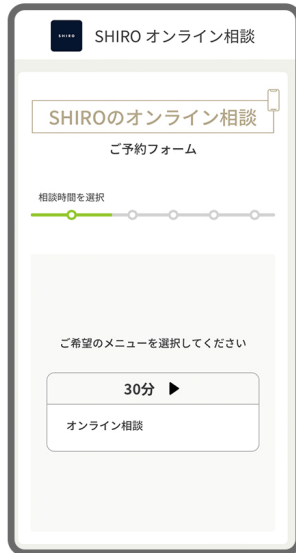 SHIRO
SHIRO オンライン相談
SHIROのオンライン相談
ご予約フォーム
相談時間を選択
ご希望のメニューを選択してください
30分 ▶
オンライン相談